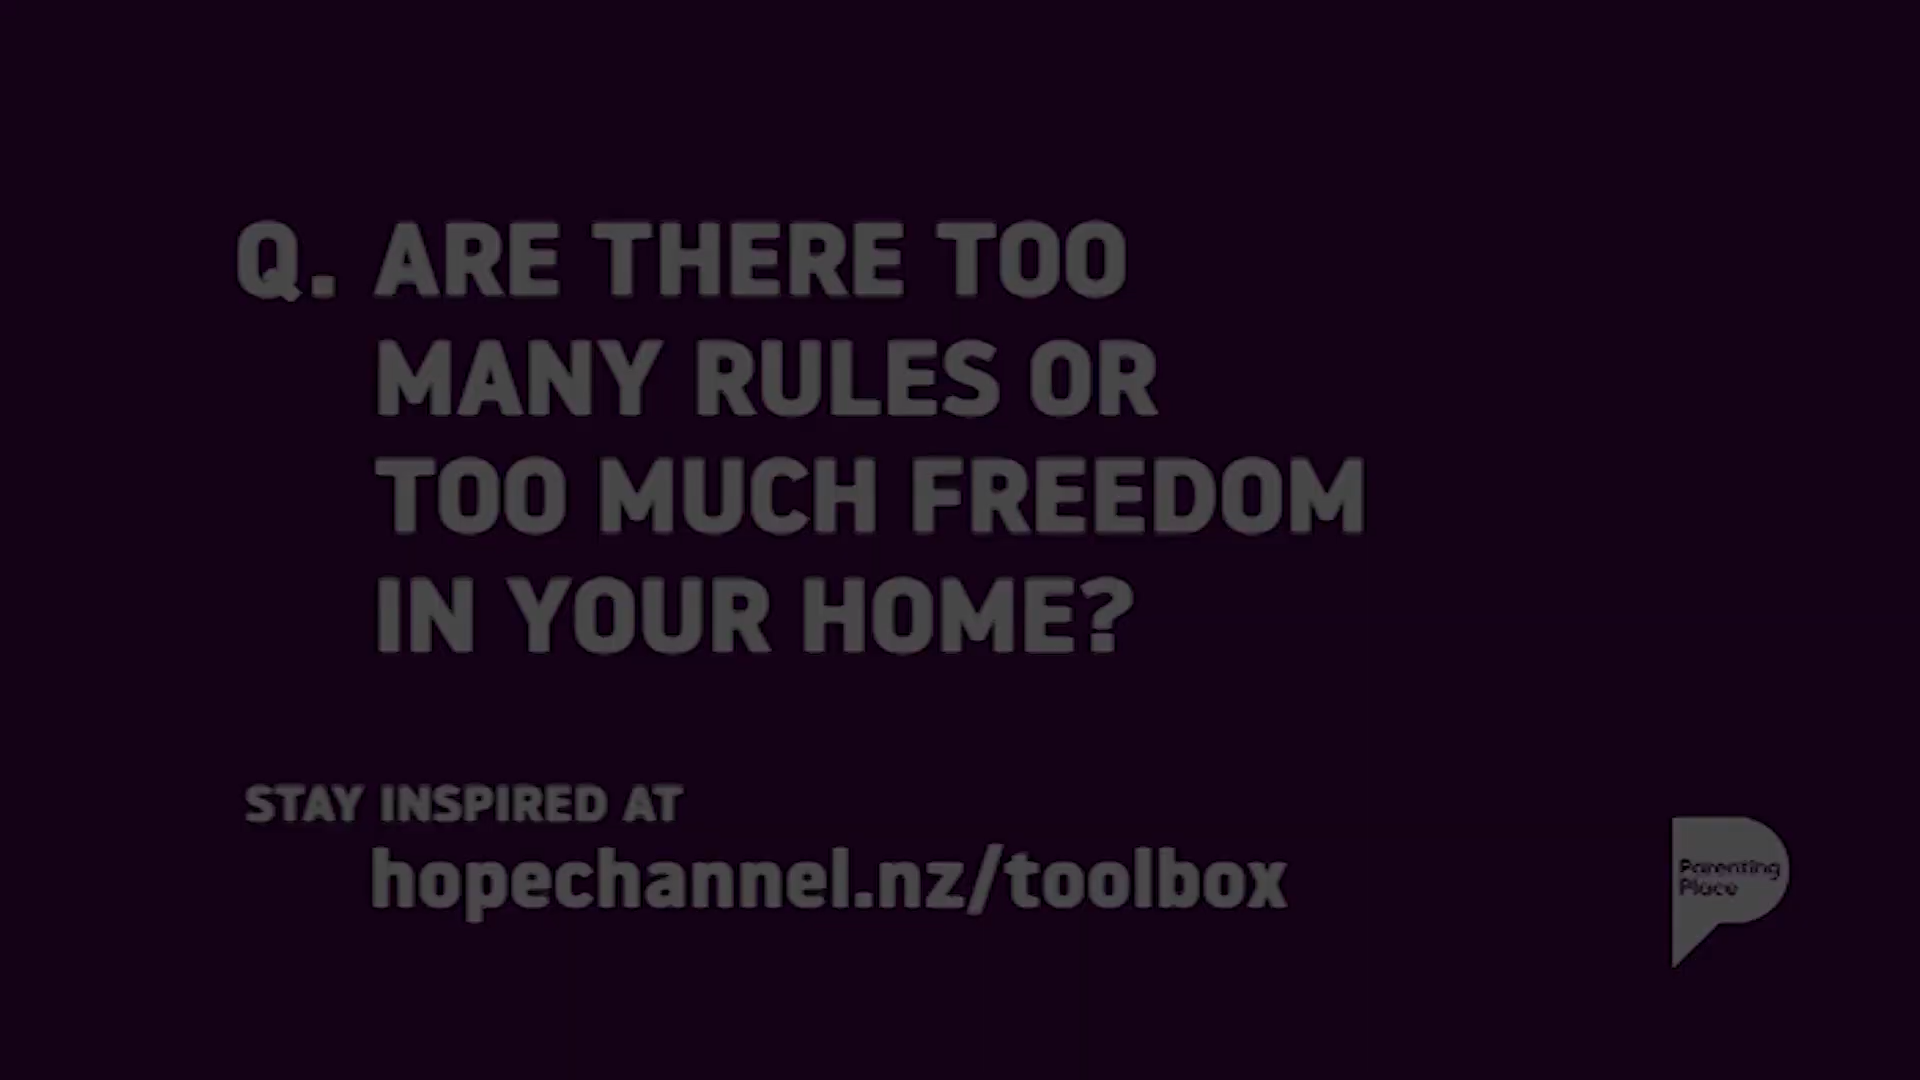 Q. ARE THERE TOO
MANY RULES OR
TOO MUCH FREEDOM
IN YOUR HOME?
STAY INSPIRED AT
hopechannel.nz/toolbox
Parenting
Place